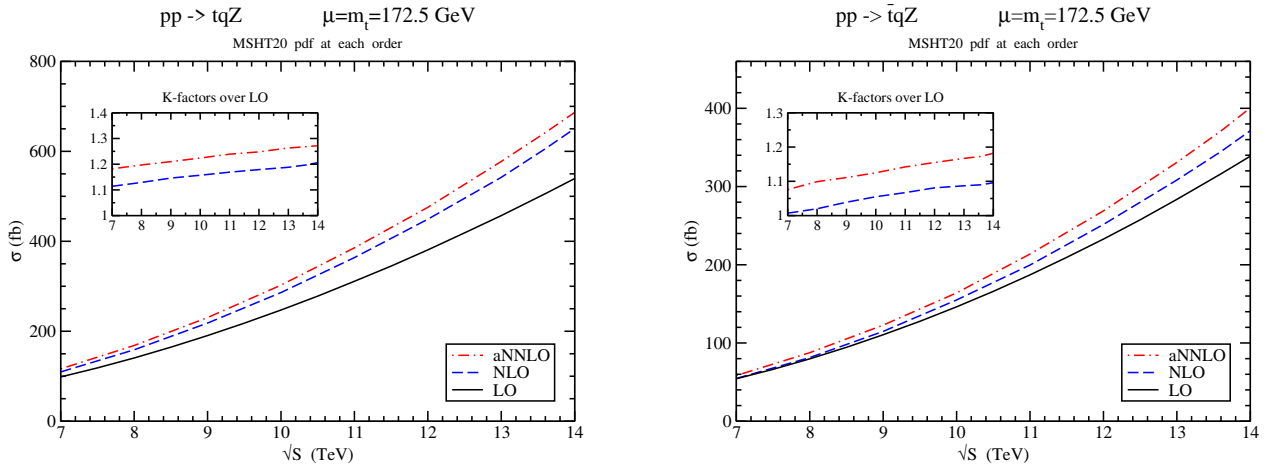 pp -> tqZ μ=m_t=172.5 GeV
MSHT20 pdf at each order
800
600
400
200
0
σ (fb)
K-factors over LO
1.4
1.3
1.2
1.1
1
7 8 9 10 11 12 13 14
aNNLO
NLO
LO
7 8 9 10 11 12 13 14
√S (TeV)
pp -> t̄qZ μ=m_t=172.5 GeV
MSHT20 pdf at each order
400
300
200
100
0
σ (fb)
K-factors over LO
1.3
1.2
1.1
1
7 8 9 10 11 12 13 14
aNNLO
NLO
LO
7 8 9 10 11 12 13 14
√S (TeV)